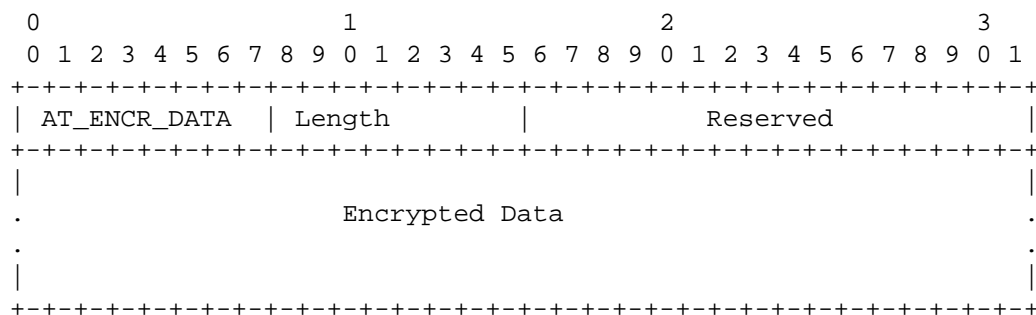 0                   1                   2                   3
 0 1 2 3 4 5 6 7 8 9 0 1 2 3 4 5 6 7 8 9 0 1 2 3 4 5 6 7 8 9 0 1
+-+-+-+-+-+-+-+-+-+-+-+-+-+-+-+-+-+-+-+-+-+-+-+-+-+-+-+-+-+-+-+-+
| AT_ENCR_DATA  | Length        |           Reserved            |
+-+-+-+-+-+-+-+-+-+-+-+-+-+-+-+-+-+-+-+-+-+-+-+-+-+-+-+-+-+-+-+-+
|                                                               |
.                    Encrypted Data                             .
.                                                               .
|                                                               |
+-+-+-+-+-+-+-+-+-+-+-+-+-+-+-+-+-+-+-+-+-+-+-+-+-+-+-+-+-+-+-+-+